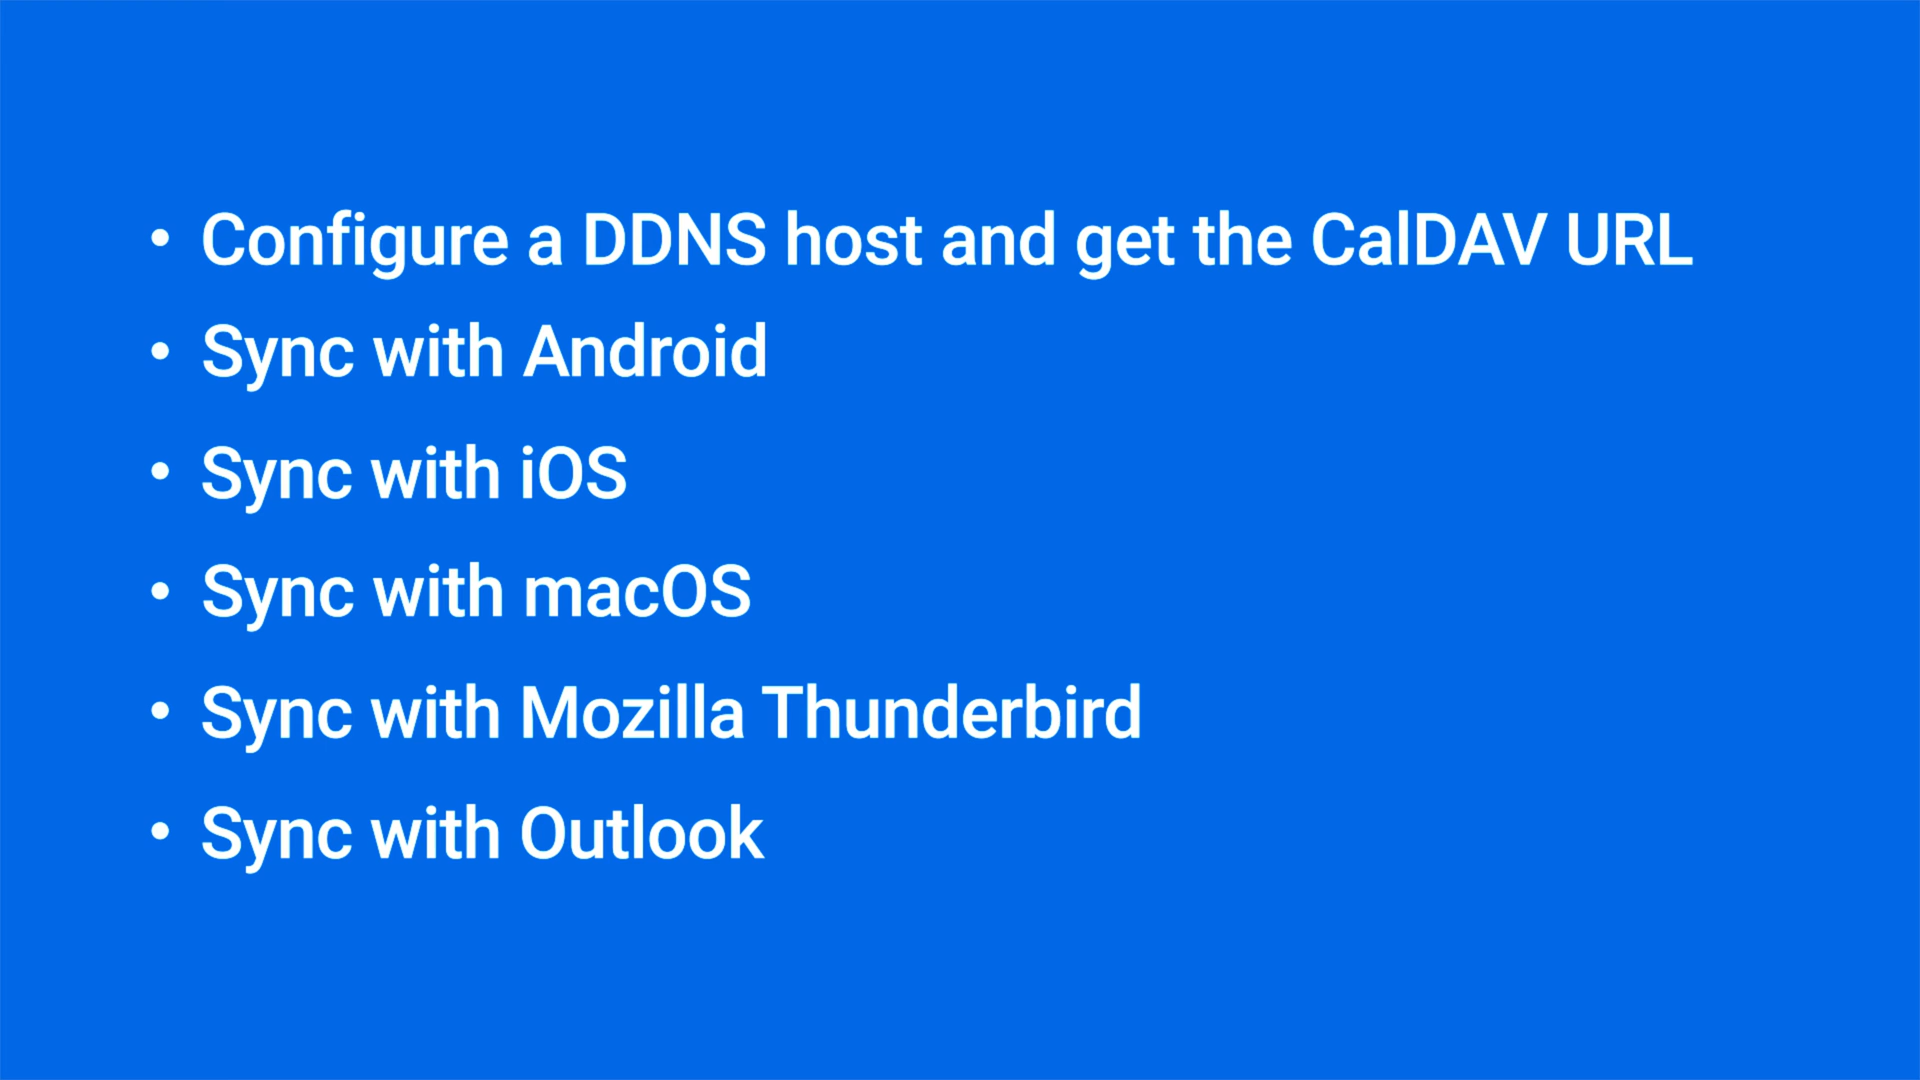 • Configure a DDNS host and get the CalDAV URL
• Sync with Android
• Sync with iOS
• Sync with macOS
• Sync with Mozilla Thunderbird
• Sync with Outlook